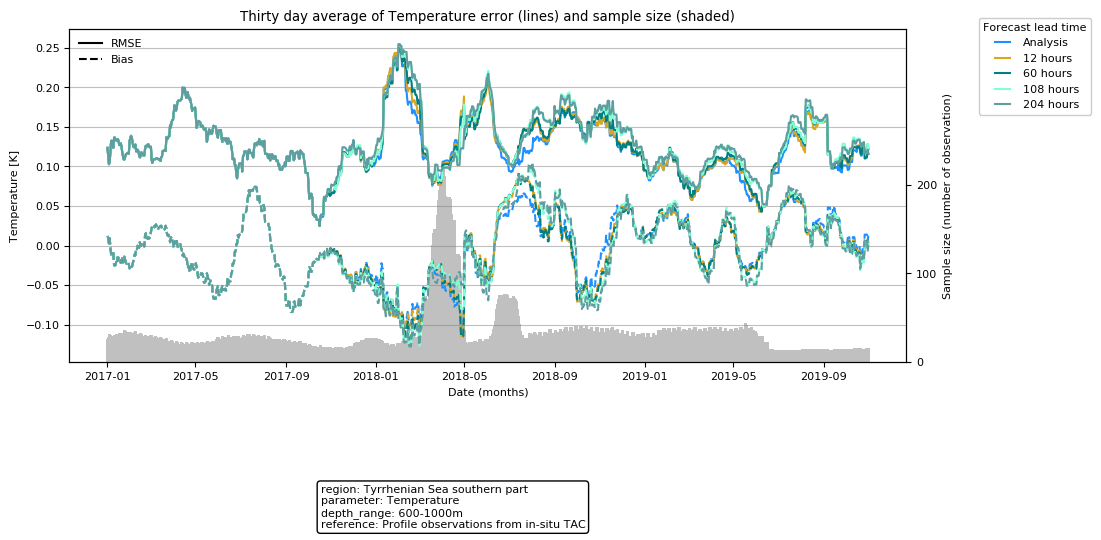 Thirty day average of Temperature error (lines) and sample size (shaded)
RMSE
Bias
Forecast lead time
Analysis
12 hours
60 hours
108 hours
204 hours
Temperature [K]
0.25
0.20
0.15
0.10
0.05
0.00
−0.05
−0.10
200
100
0
Sample size (number of observation)
2017-01
2017-05
2017-09
2018-01
2018-05
2018-09
2019-01
2019-05
2019-09
Date (months)
region: Tyrrhenian Sea southern part
parameter: Temperature
depth_range: 600-1000m
reference: Profile observations from in-situ TAC